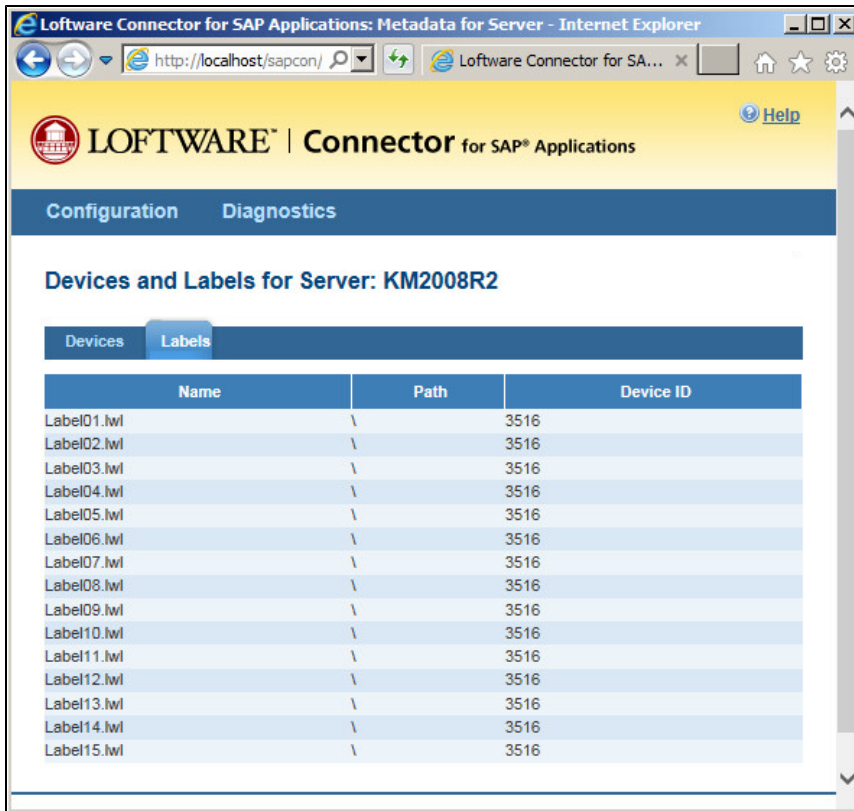 Loftware Connector for SAP Applications: Metadata for Server - Internet Explorer
http://localhost/sapcon/ Loftware Connector for SA...
Help
LOFTWARE™ | Connector for SAP® Applications
Configuration Diagnostics
Devices and Labels for Server: KM2008R2
Devices Labels
Name Path Device ID
Label01.lwl \ 3516
Label02.lwl \ 3516
Label03.lwl \ 3516
Label04.lwl \ 3516
Label05.lwl \ 3516
Label06.lwl \ 3516
Label07.lwl \ 3516
Label08.lwl \ 3516
Label09.lwl \ 3516
Label10.lwl \ 3516
Label11.lwl \ 3516
Label12.lwl \ 3516
Label13.lwl \ 3516
Label14.lwl \ 3516
Label15.lwl \ 3516